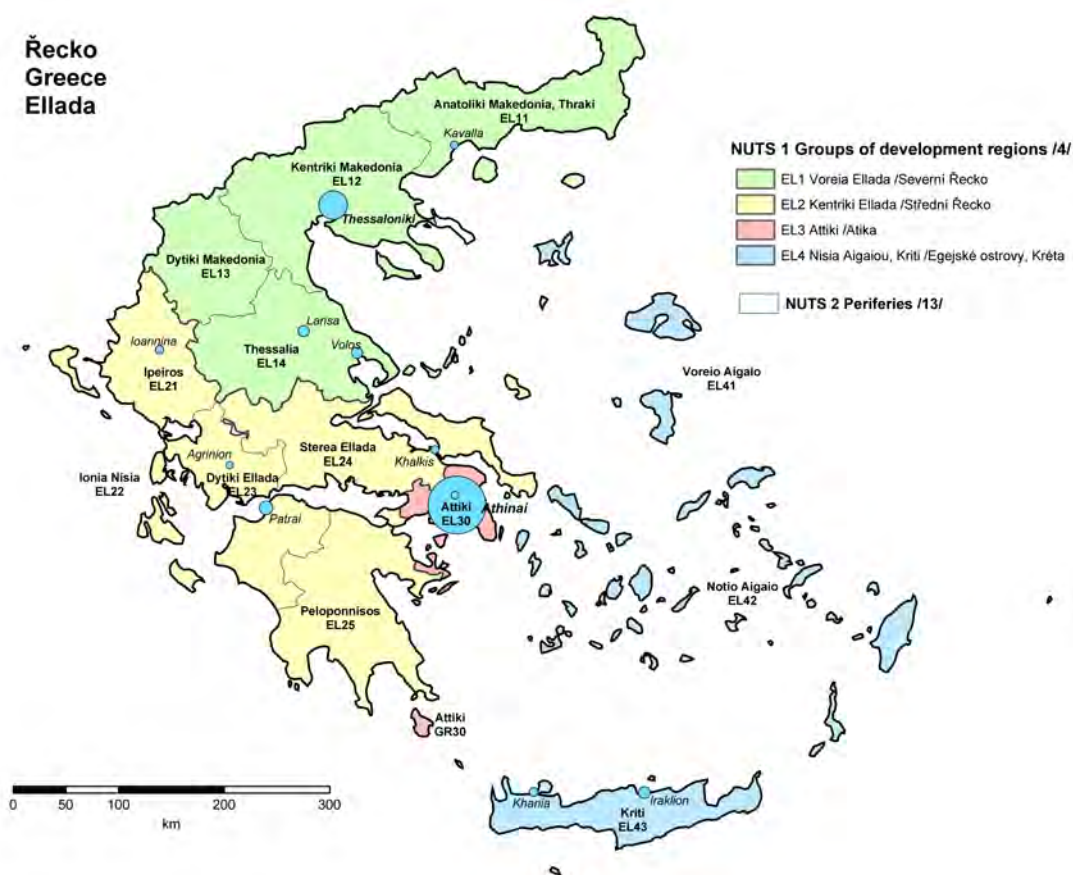 Řecko
Greece
Ellada
Anatoliki Makedonia, Thraki
EL11
Kavalla
Kentriki Makedonia
EL12
Thessaloniki
Dytiki Makedonia
EL13
Larisa
Volos
Thessalia
EL14
Ioannina
Ipeiros
EL21
Sterea Ellada
EL24
Khalkis
Agrinion
Dytiki Ellada
EL23
Ionia Nisia
EL22
Patrai
Attiki
EL30
Athinai
Peloponnisos
EL25
Attiki
GR30
Voreio Aigaio
EL41
Notio Aigaio
EL42
Khania
Iraklion
Kriti
EL43
NUTS 1 Groups of development regions /4/
EL1 Voreia Ellada /Severní Řecko
EL2 Kentriki Ellada /Střední Řecko
EL3 Attiki /Atika
EL4 Nisia Aigaiou, Kriti /Egejské ostrovy, Kréta
NUTS 2 Periferies /13/
0 50 100 200 300
km